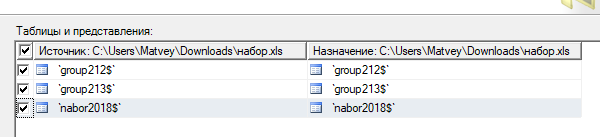 Таблицы и представления:
Источник: C:\Users\Matvey\Downloads\набор.xls Назначение: C:\Users\Matvey\Downloads\набор.xls
`group212$` `group212$`
`group213$` `group213$`
`nabor2018$` `nabor2018$`